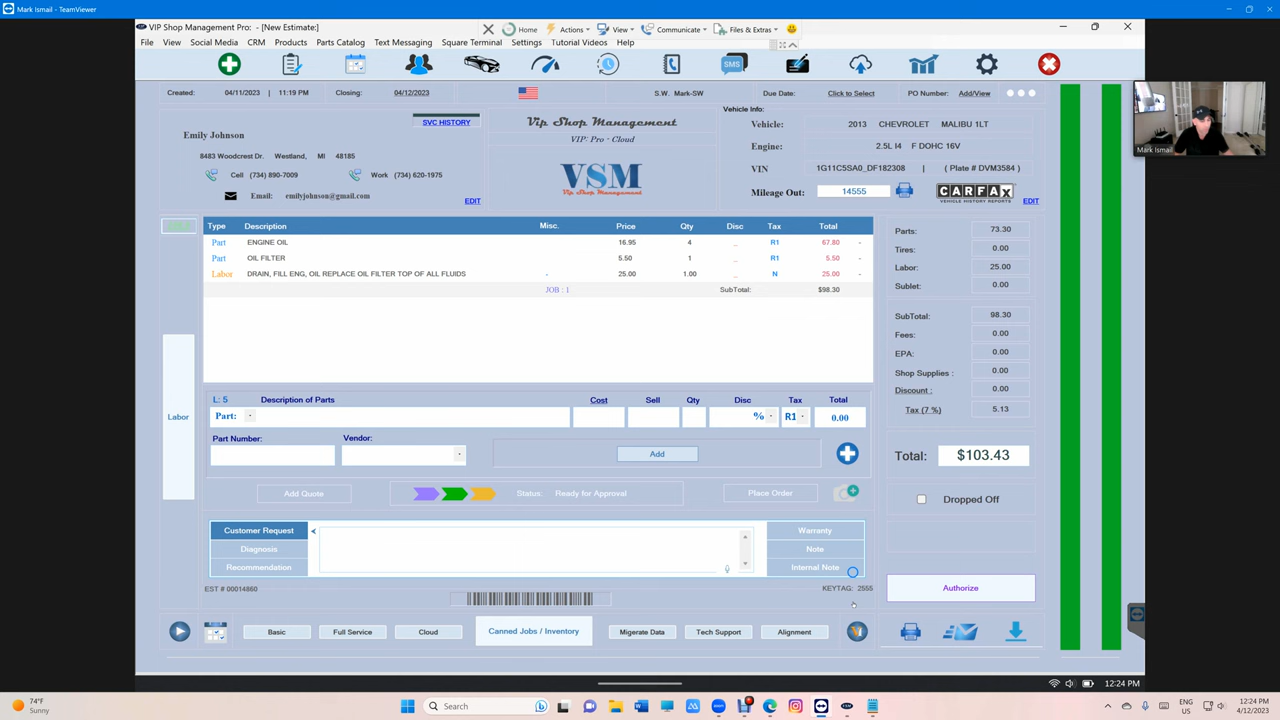 Mark Ismail - TeamViewer
VIP Shop Management Pro: - [New Estimate:]
Home Actions View Communicate Files & Extras
File View Social Media CRM Products Parts Catalog Text Messaging Square Terminal Settings Tutorial Videos Help
SMS
Created: 04/11/2023 | 11:19 PM Closing: 04/12/2023 S.W. Mark-SW Due Date: Click to Select PO Number: Add/View
Mark Ismail
SVC HISTORY
Emily Johnson
8483 Woodcrest Dr. Westland, MI 48185
Cell (734) 890-7009 Work (734) 620-1975
Email: emilyjohnson@gmail.com
EDIT
Vip Shop Management
VIP: Pro - Cloud
VSM
Vip Shop Management
Vehicle Info:
Vehicle: 2013 CHEVROLET MALIBU 1LT
Engine: 2.5L I4 F DOHC 16V
VIN 1G11C5SA0_DF182308 ( Plate # DVM3584 )
Mileage Out: 14555
CARFAX
VEHICLE HISTORY REPORTS
EDIT
Type Description Misc. Price Qty Disc Tax Total
Part ENGINE OIL 16.95 4 _ R1 67.80 -
Part OIL FILTER 5.50 1 _ R1 5.50 -
Labor DRAIN, FILL ENG, OIL REPLACE OIL FILTER TOP OF ALL FLUIDS - 25.00 1.00 _ N 25.00 -
JOB : 1 SubTotal: $98.30
Parts: 73.30
Tires: 0.00
Labor: 25.00
Sublet: 0.00
SubTotal: 98.30
Fees: 0.00
EPA: 0.00
Shop Supplies : 0.00
Discount : 0.00
Tax (7 %) 5.13
Total: $103.43
Dropped Off
Authorize
Labor
L: 5 Description of Parts Cost Sell Qty Disc Tax Total
Part: % R1 0.00
Part Number: Vendor:
Add
Add Quote Status: Ready for Approval Place Order
Customer Request
Diagnosis
Recommendation
Warranty
Note
Internal Note
EST # 00014860
KEYTAG: 2555
Basic Full Service Cloud Canned Jobs / Inventory Migerate Data Tech Support Alignment
12:24 PM
74°F
Sunny
Search
ENG
US
12:24 PM
4/12/2023